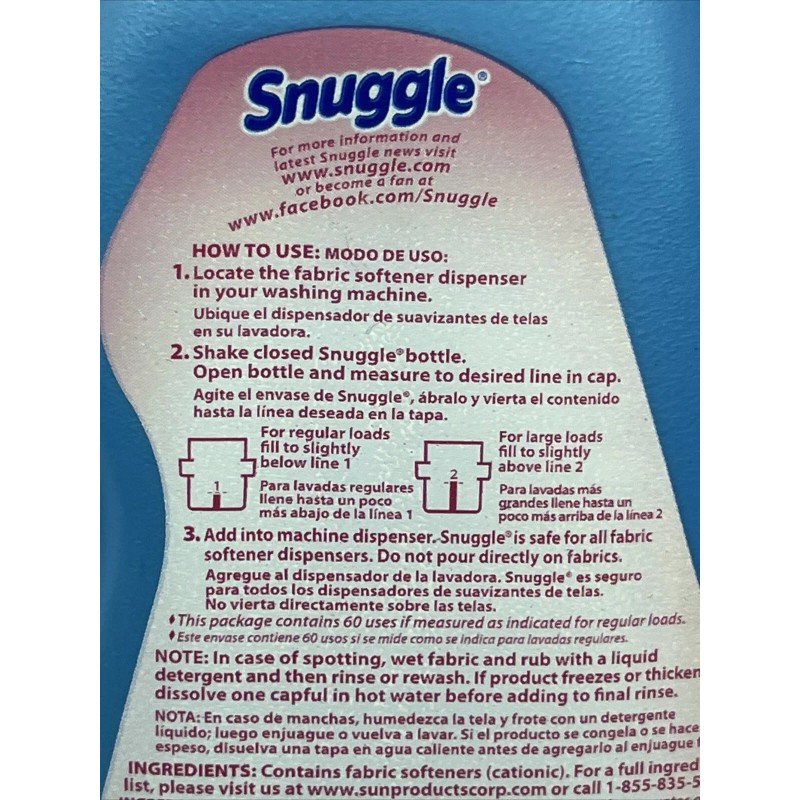 Snuggle®
For more information and
latest Snuggle news visit
www.snuggle.com
or become a fan at
www.facebook.com/Snuggle
HOW TO USE: MODO DE USO:
1. Locate the fabric softener dispenser
in your washing machine.
Ubique el dispensador de suavizantes de telas
en su lavadora.
2. Shake closed Snuggle® bottle.
Open bottle and measure to desired line in cap.
Agite el envase de Snuggle®, ábralo y vierta el contenido
hasta la línea deseada en la tapa.
1
For regular loads
fill to slightly
below line 1
Para lavadas regulares
llene hasta un poco
más abajo de la línea 1
2
For large loads
fill to slightly
above line 2
Para lavadas más
grandes llene hasta un
poco más arriba de la línea 2
3. Add into machine dispenser. Snuggle® is safe for all fabric
softener dispensers. Do not pour directly on fabrics.
Agregue al dispensador de la lavadora. Snuggle® es seguro
para todos los dispensadores de suavizantes de telas.
No vierta directamente sobre las telas.
♦This package contains 60 uses if measured as indicated for regular loads.
♦Este envase contiene 60 usos si se mide como se indica para lavadas regulares.
NOTE: In case of spotting, wet fabric and rub with a liquid
detergent and then rinse or rewash. If product freezes or thicken
dissolve one capful in hot water before adding to final rinse.
NOTA: En caso de manchas, humedezca la tela y frote con un detergente
líquido; luego enjuague o vuelva a lavar. Si el producto se congela o se hace
espeso, disuelva una tapa en agua caliente antes de agregarlo al enjuague
INGREDIENTS: Contains fabric softeners (cationic). For a full ingred
list, please visit us at www.sunproductscorp.com or call 1-855-835-5